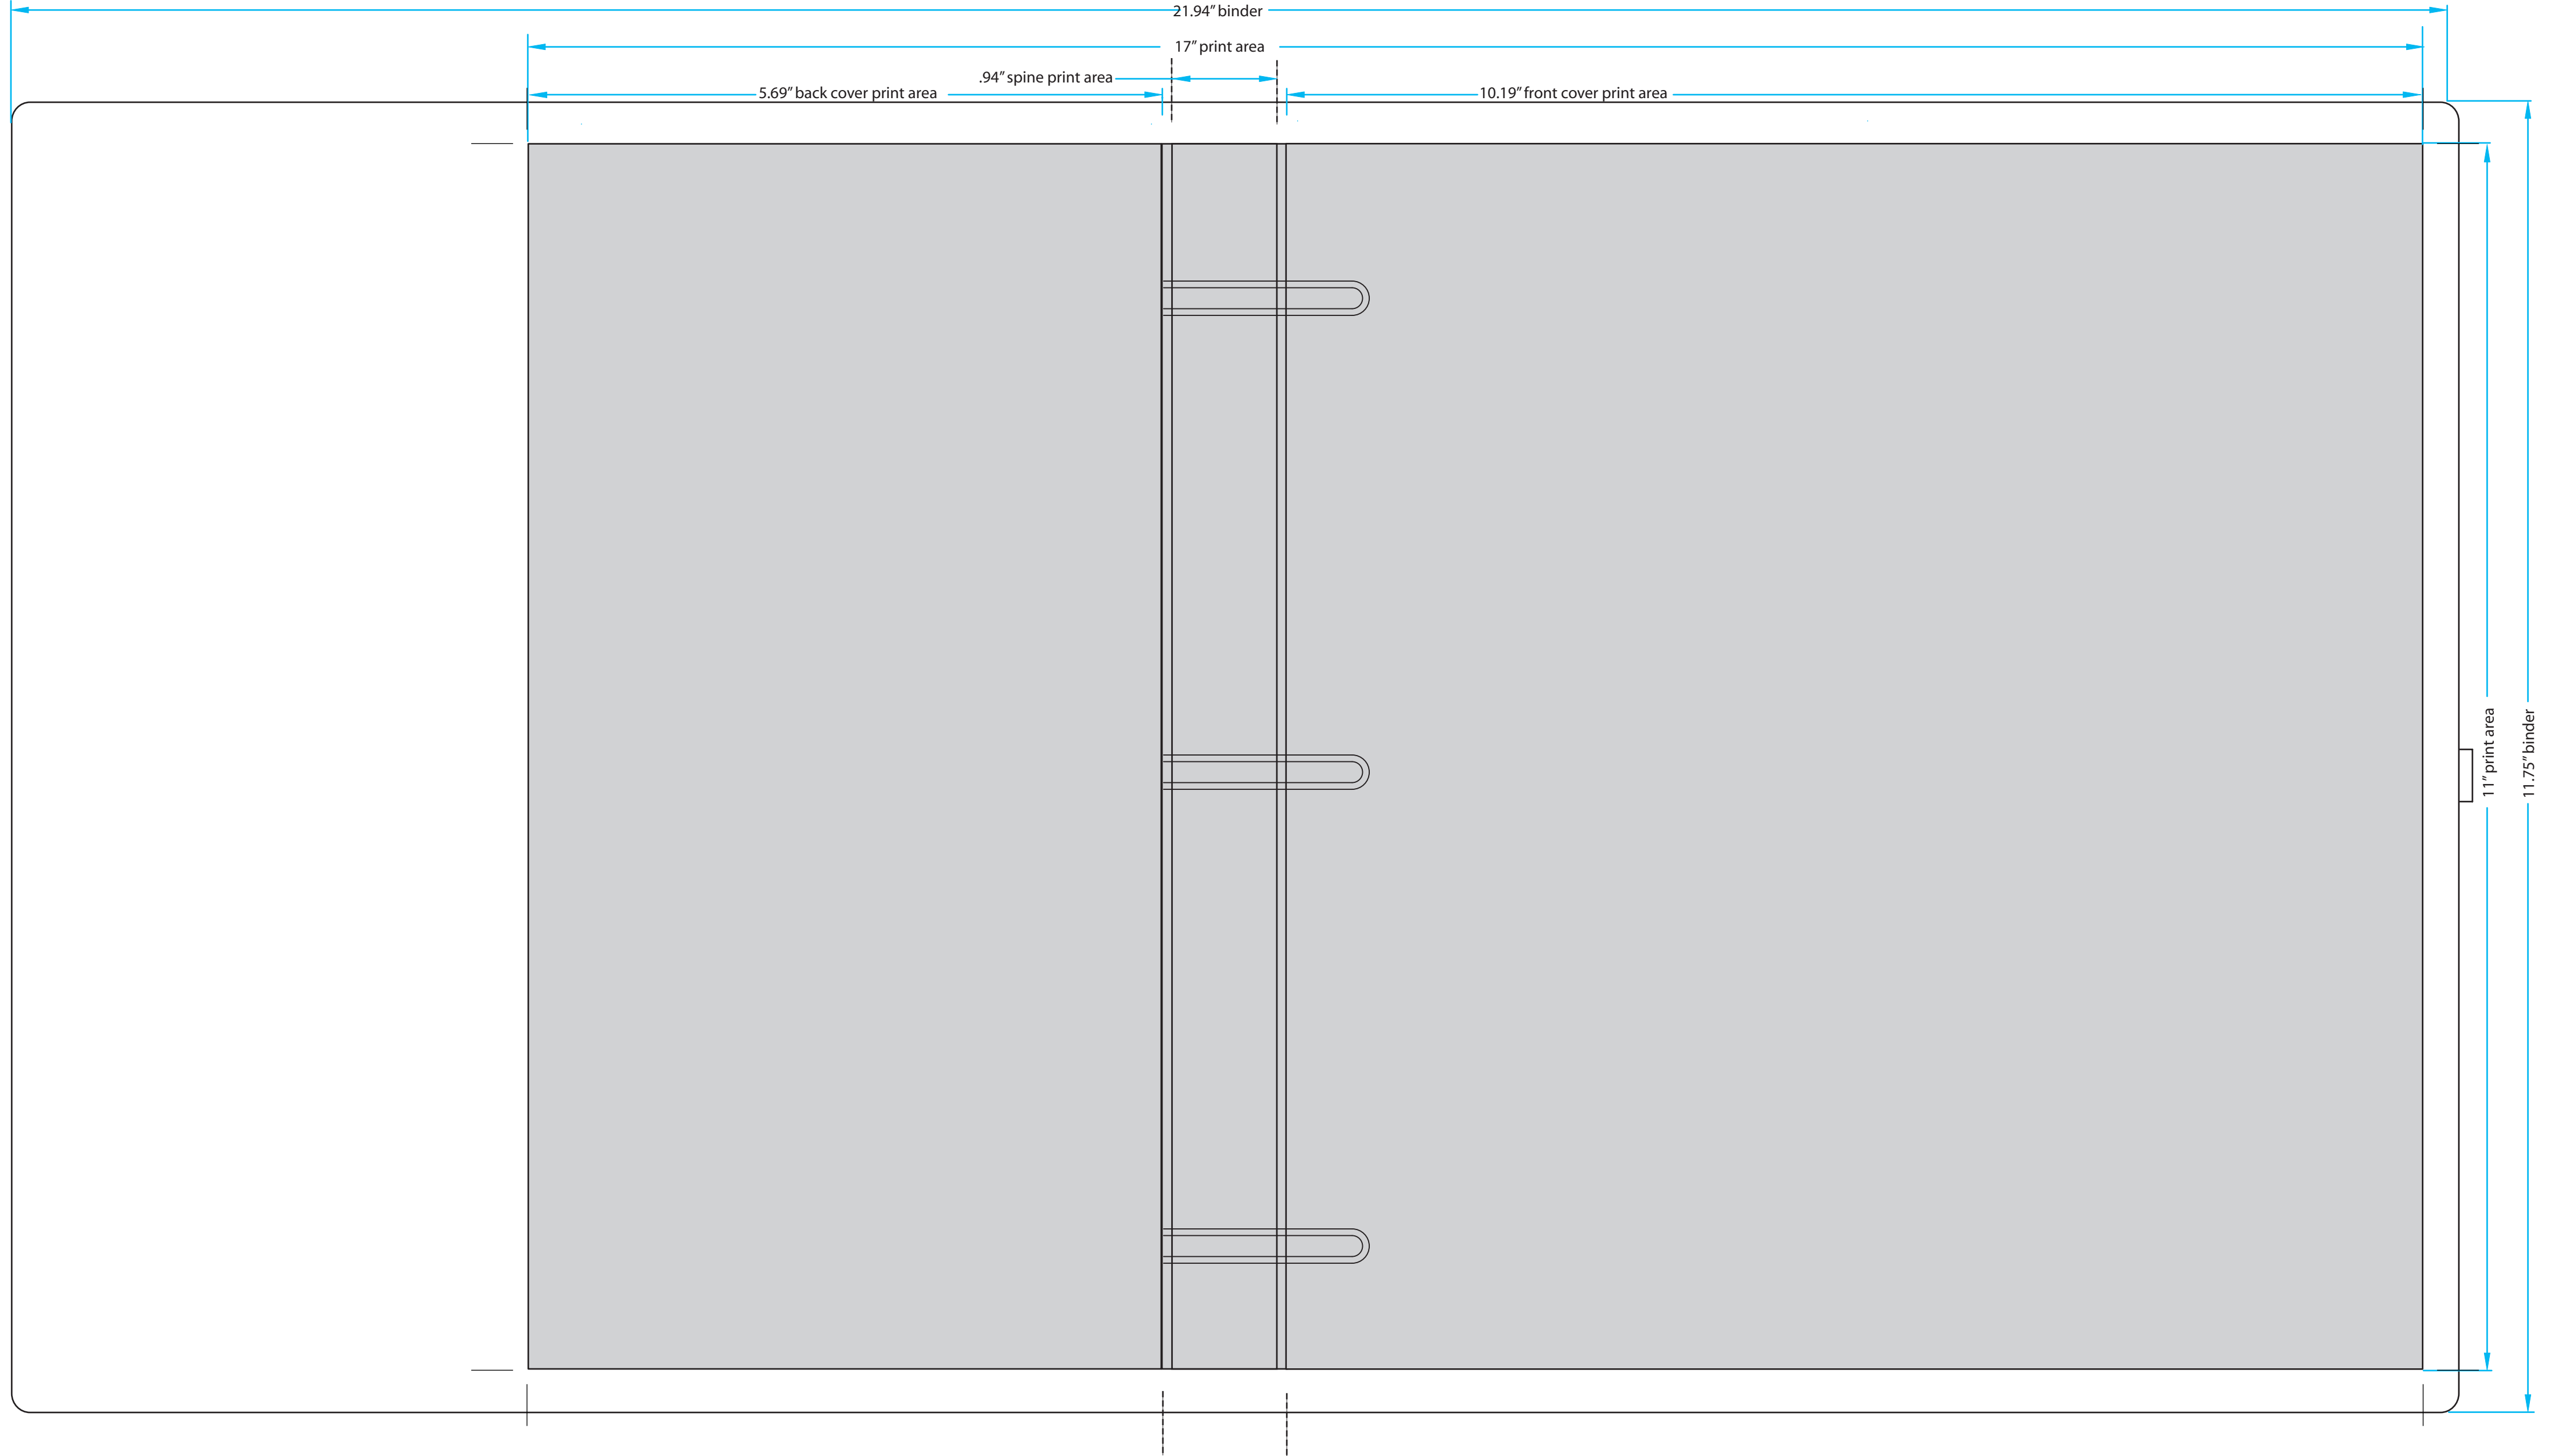 21.94” binder
17” print area
.94” spine print area
5.69” back cover print area
10.19” front cover print area
11” print area
11.75” binder